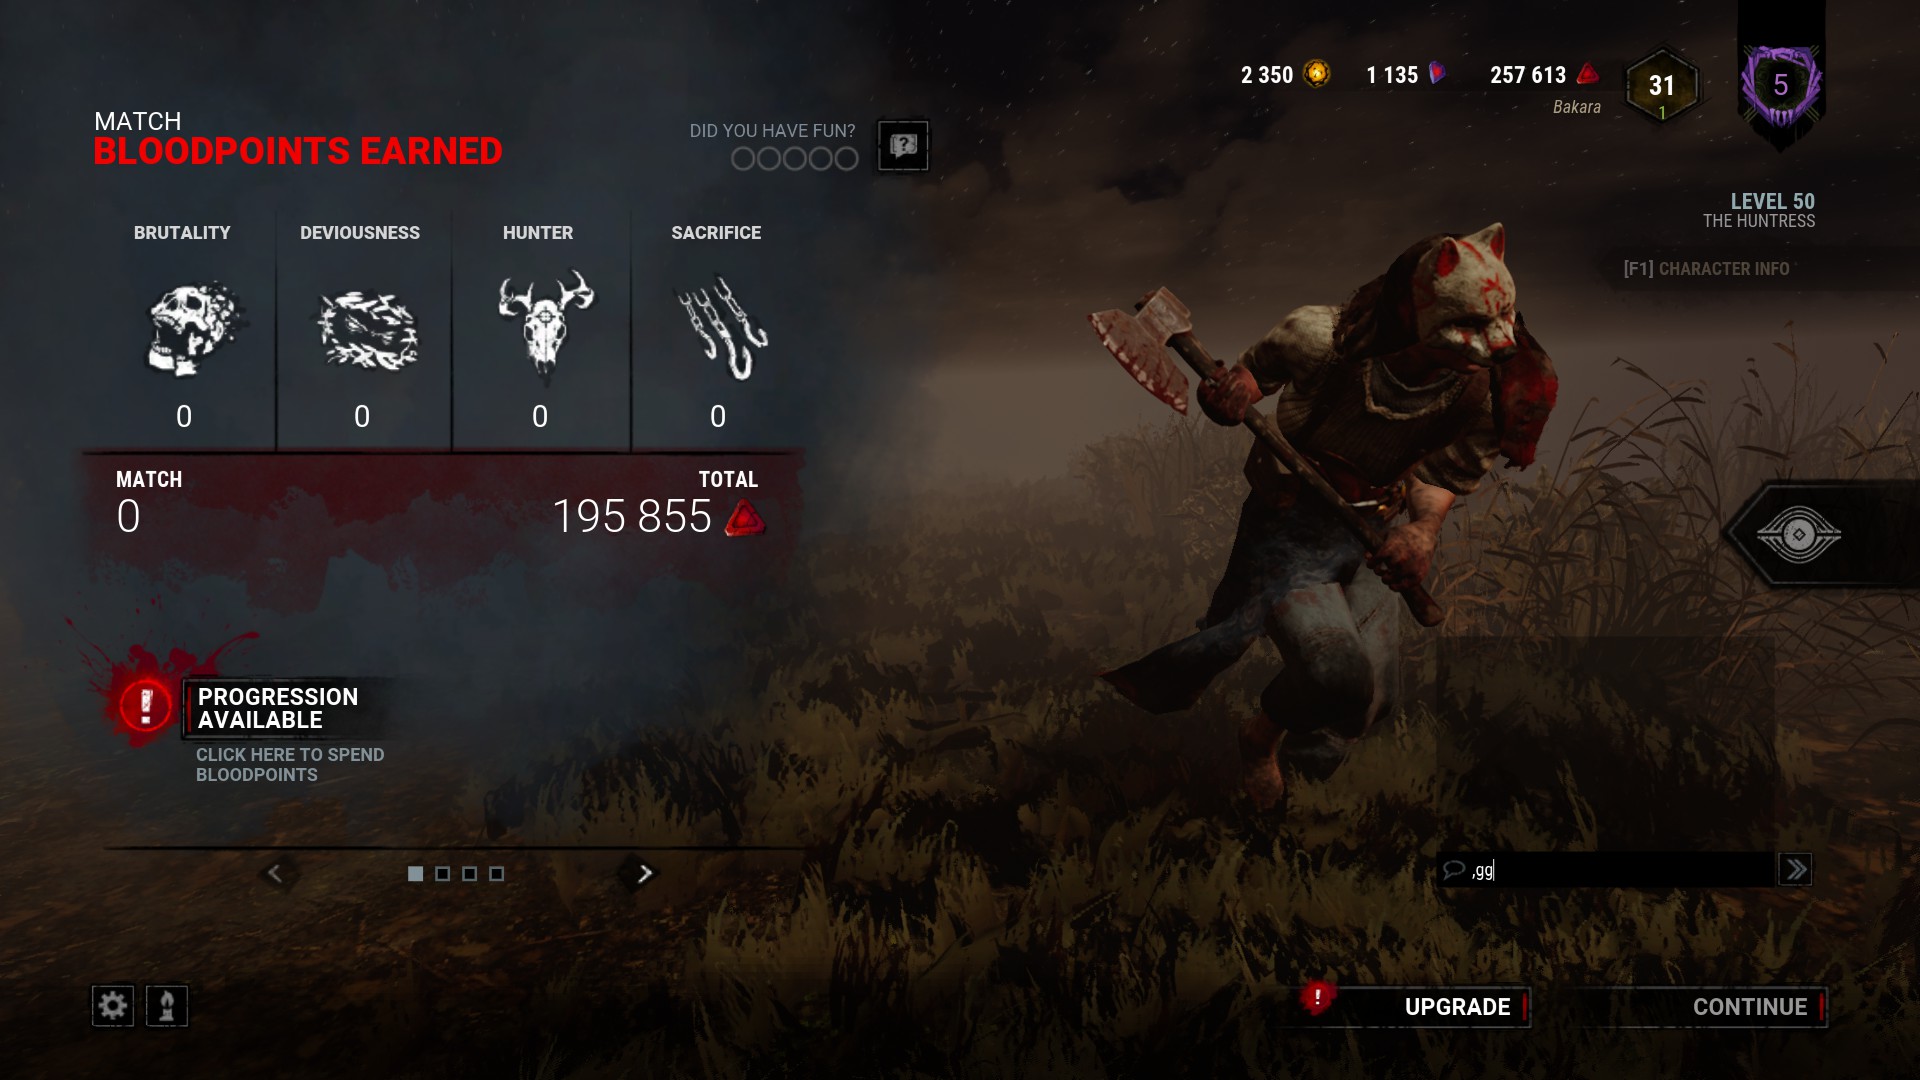 2 350
1 135
257 613
31
1
5
Bakara
MATCH
BLOODPOINTS EARNED
DID YOU HAVE FUN?
?
LEVEL 50
THE HUNTRESS
[F1] CHARACTER INFO
BRUTALITY
DEVIOUSNESS
HUNTER
SACRIFICE
0
0
0
0
MATCH
TOTAL
0
195 855
!
PROGRESSION
AVAILABLE
CLICK HERE TO SPEND
BLOODPOINTS
,gg
!
UPGRADE
CONTINUE